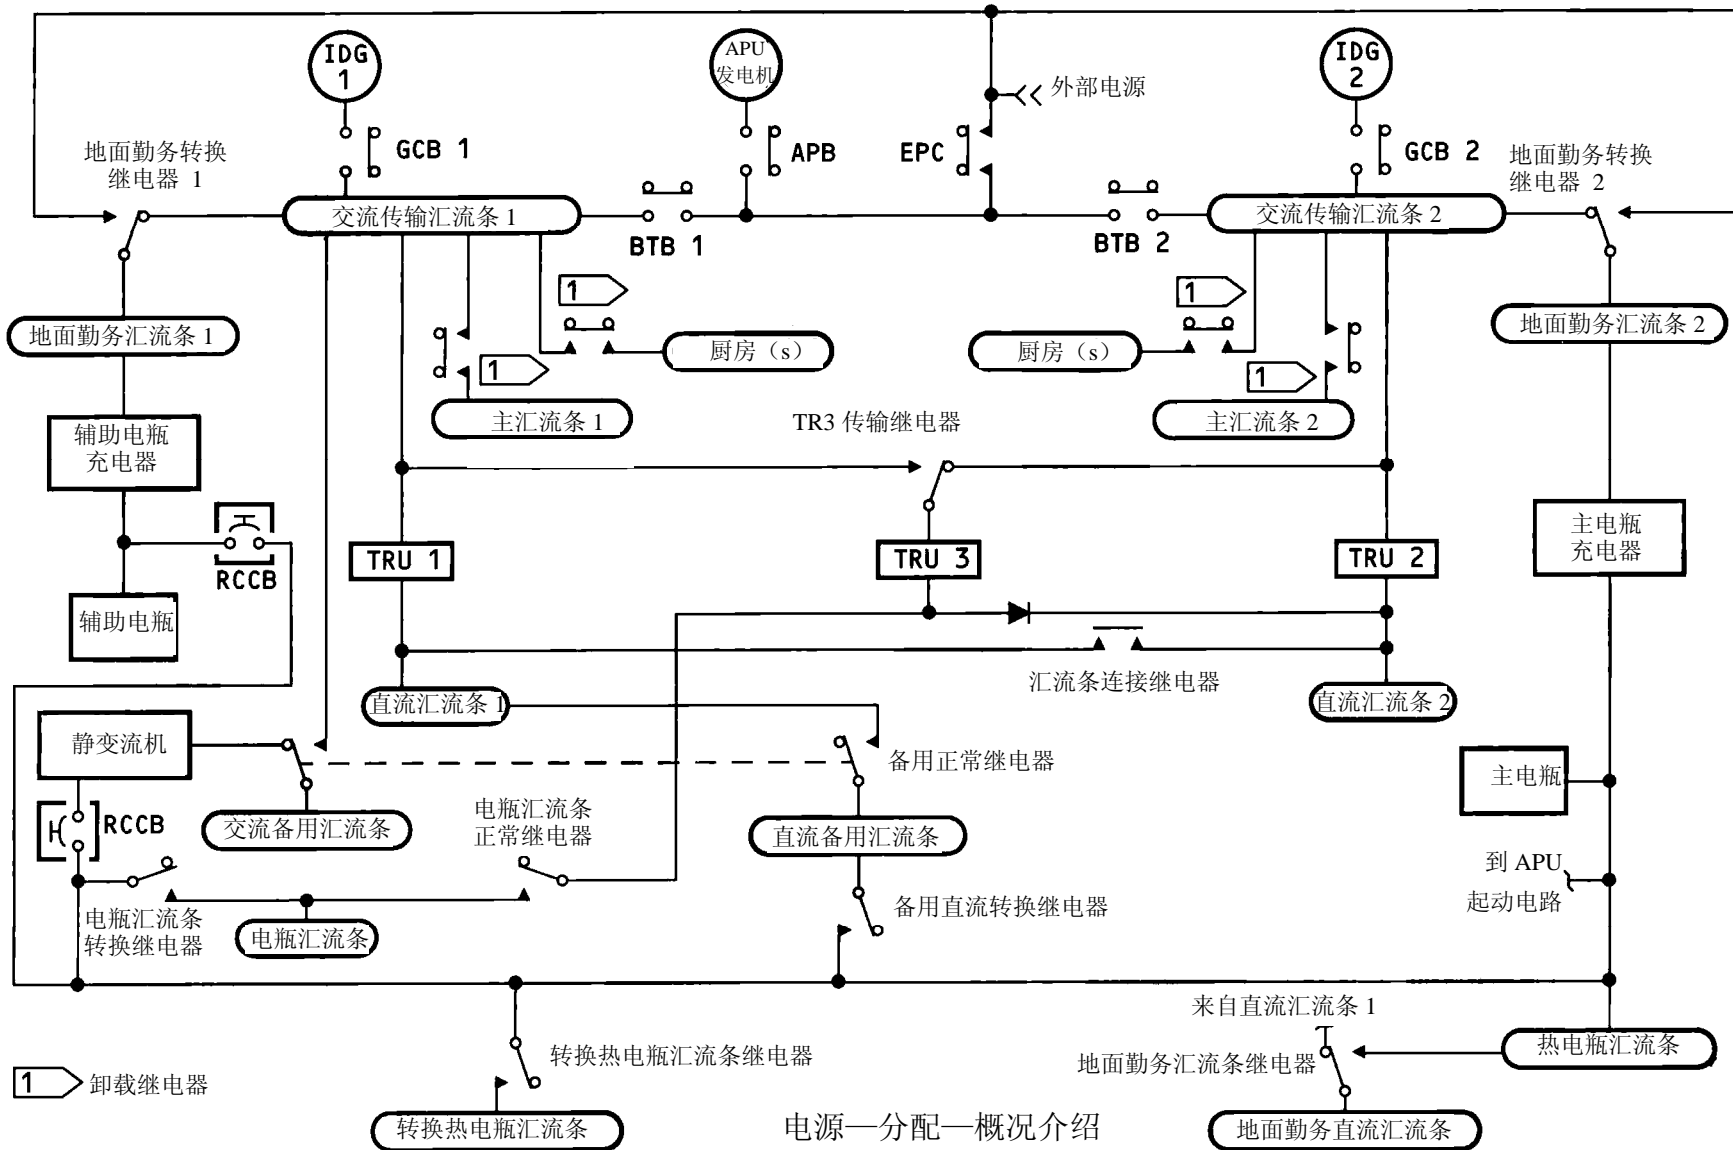 IDG
1
APU
发电机
IDG
2
外部电源
地面勤务转换
继电器 1
GCB 1
APB
EPC
GCB 2
地面勤务转换
继电器 2
交流传输汇流条 1
BTB 1
BTB 2
交流传输汇流条 2
1
1
地面勤务汇流条 1
厨房（s）
厨房（s）
地面勤务汇流条 2
1
1
主汇流条 1
TR3 传输继电器
主汇流条 2
辅助电瓶
充电器
RCCB
主电瓶
充电器
TRU 1
TRU 3
TRU 2
辅助电瓶
汇流条连接继电器
直流汇流条 1
直流汇流条 2
静变流机
备用正常继电器
主电瓶
RCCB
交流备用汇流条
电瓶汇流条
正常继电器
直流备用汇流条
到 APU
起动电路
电瓶汇流条
转换继电器
电瓶汇流条
备用直流转换继电器
来自直流汇流条 1
转换热电瓶汇流条继电器
地面勤务汇流条继电器
热电瓶汇流条
1
卸载继电器
转换热电瓶汇流条
电源—分配—概况介绍
地面勤务直流汇流条